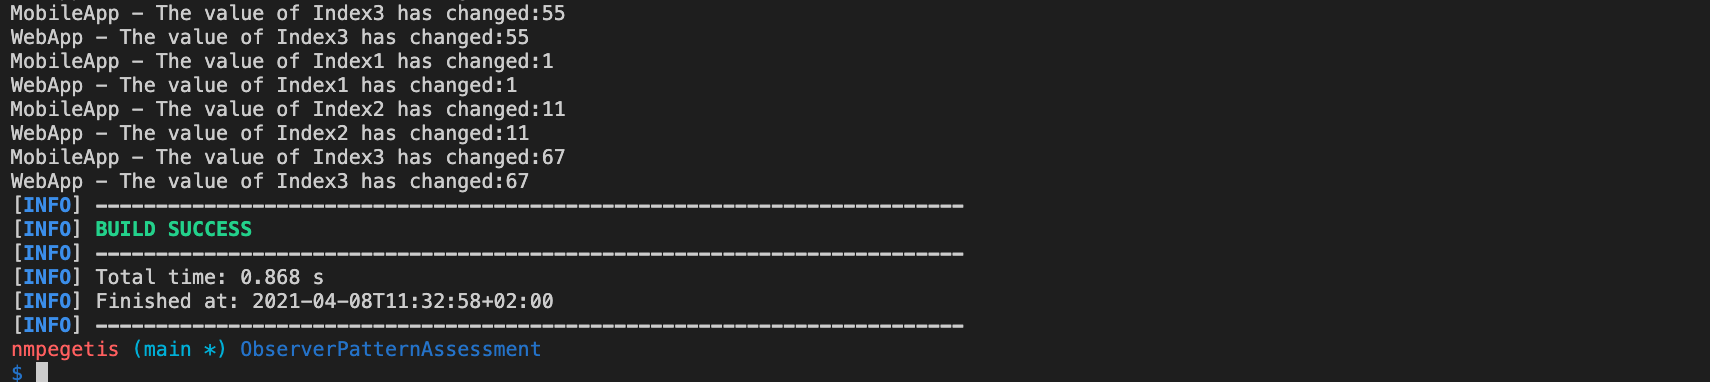 MobileApp – The value of Index3 has changed:55
WebApp – The value of Index3 has changed:55
MobileApp – The value of Index1 has changed:1
WebApp – The value of Index1 has changed:1
MobileApp – The value of Index2 has changed:11
WebApp – The value of Index2 has changed:11
MobileApp – The value of Index3 has changed:67
WebApp – The value of Index3 has changed:67
[INFO] ------------------------------------------------------------------------
[INFO] BUILD SUCCESS
[INFO] ------------------------------------------------------------------------
[INFO] Total time: 0.868 s
[INFO] Finished at: 2021-04-08T11:32:58+02:00
[INFO] ------------------------------------------------------------------------
nmpegetis (main *) ObserverPatternAssessment
$